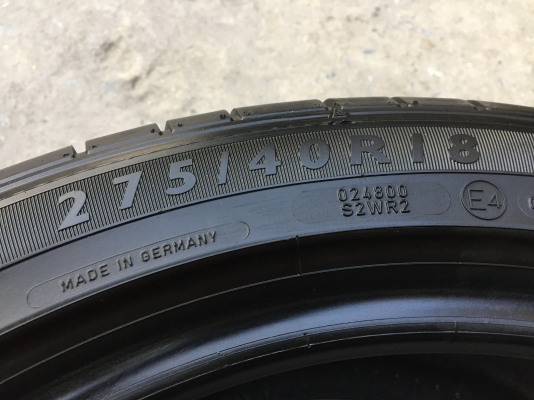 275/40R18
024800
S2WR2
E4
MADE IN GERMANY